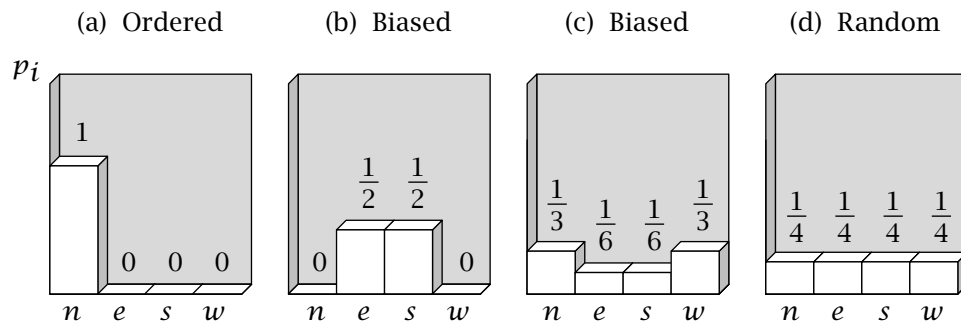 (a) Ordered (b) Biased (c) Biased (d) Random
p_i
1 0 0 0
0 1/2 1/2 0
1/3 1/6 1/6 1/3
1/4 1/4 1/4 1/4
n e s w n e s w n e s w n e s w